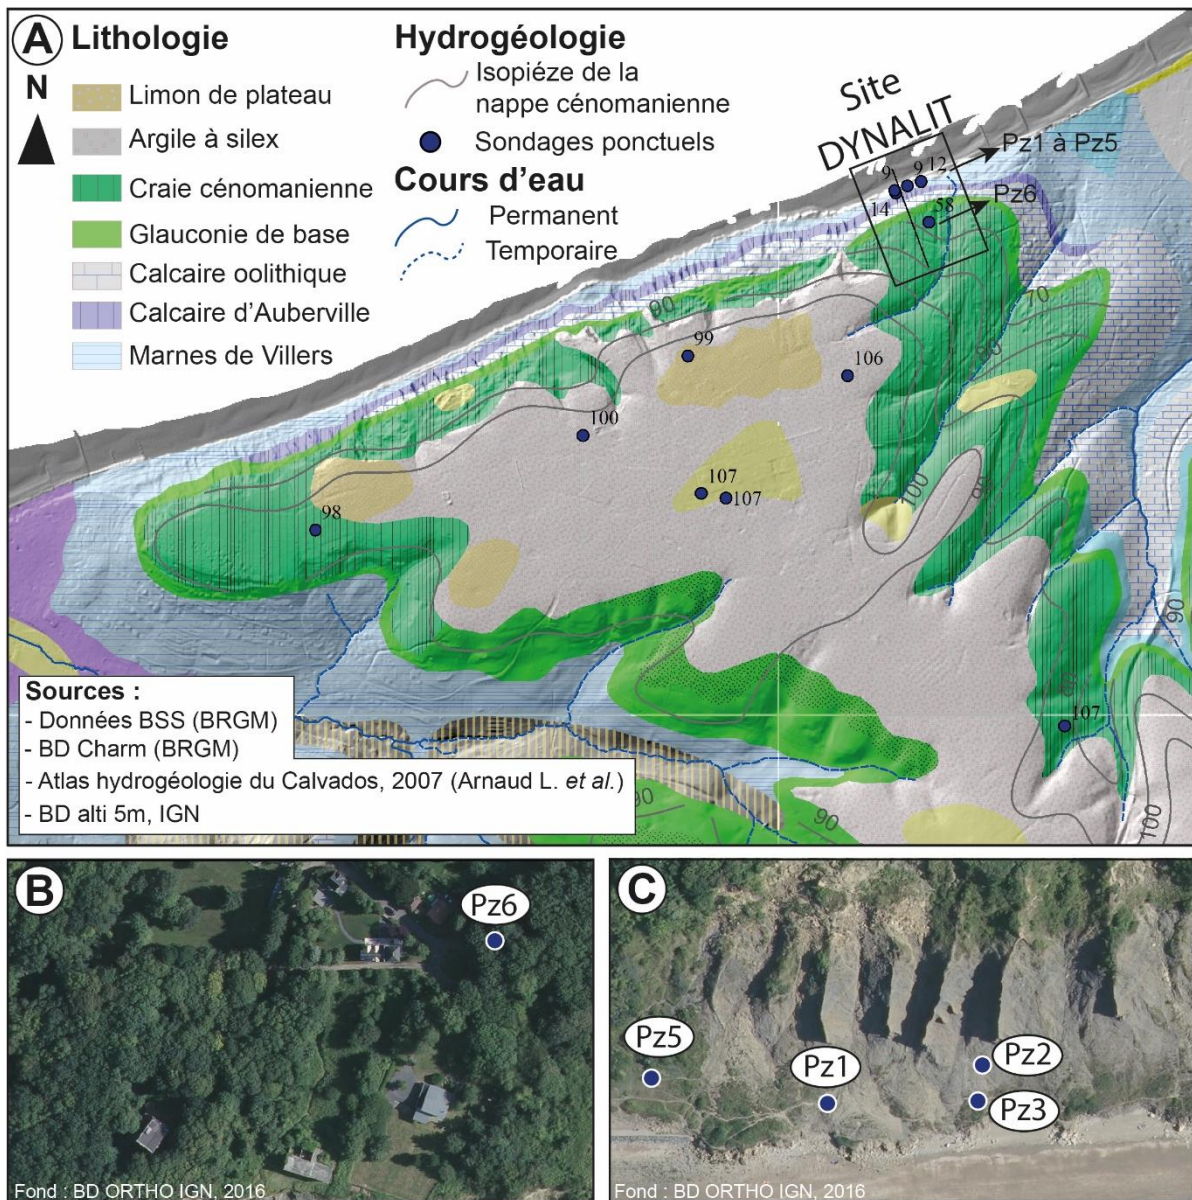 A
Lithologie
N
Limon de plateau
Argile à silex
Craie cénomanienne
Glauconie de base
Calcaire oolithique
Calcaire d'Auberville
Marnes de Villers
Hydrogéologie
Isopiéze de la
nappe cénomanienne
Sondages ponctuels
Cours d'eau
Permanent
Temporaire
Site
DYNALIT
Pz1 à Pz5
Pz6
9
9
12
14
58
90
70
99
106
100
107
107
98
100
90
107
90
90
100
Sources :
- Données BSS (BRGM)
- BD Charm (BRGM)
- Atlas hydrogéologie du Calvados, 2007 (Arnaud L. et al.)
- BD alti 5m, IGN
B
Pz6
Fond : BD ORTHO IGN, 2016
C
Pz5
Pz1
Pz2
Pz3
Fond : BD ORTHO IGN, 2016